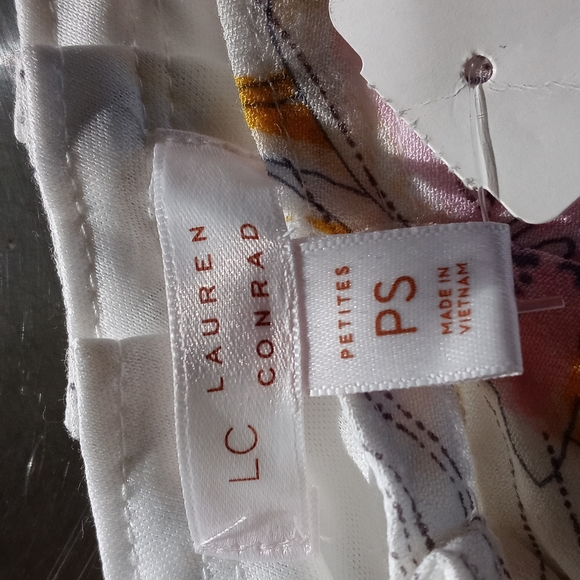 LC LAUREN
CONRAD
PETITES
PS
MADE IN
VIETNAM